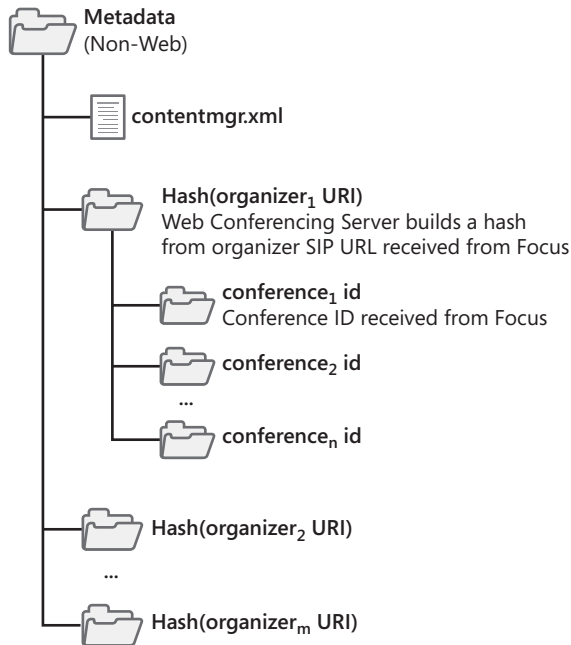 Metadata
(Non-Web)
contentmgr.xml
Hash(organizer₁ URI)
Web Conferencing Server builds a hash
from organizer SIP URL received from Focus
conference₁ id
Conference ID received from Focus
conference₂ id
...
conferenceₙ id
Hash(organizer₂ URI)
...
Hash(organizerₘ URI)